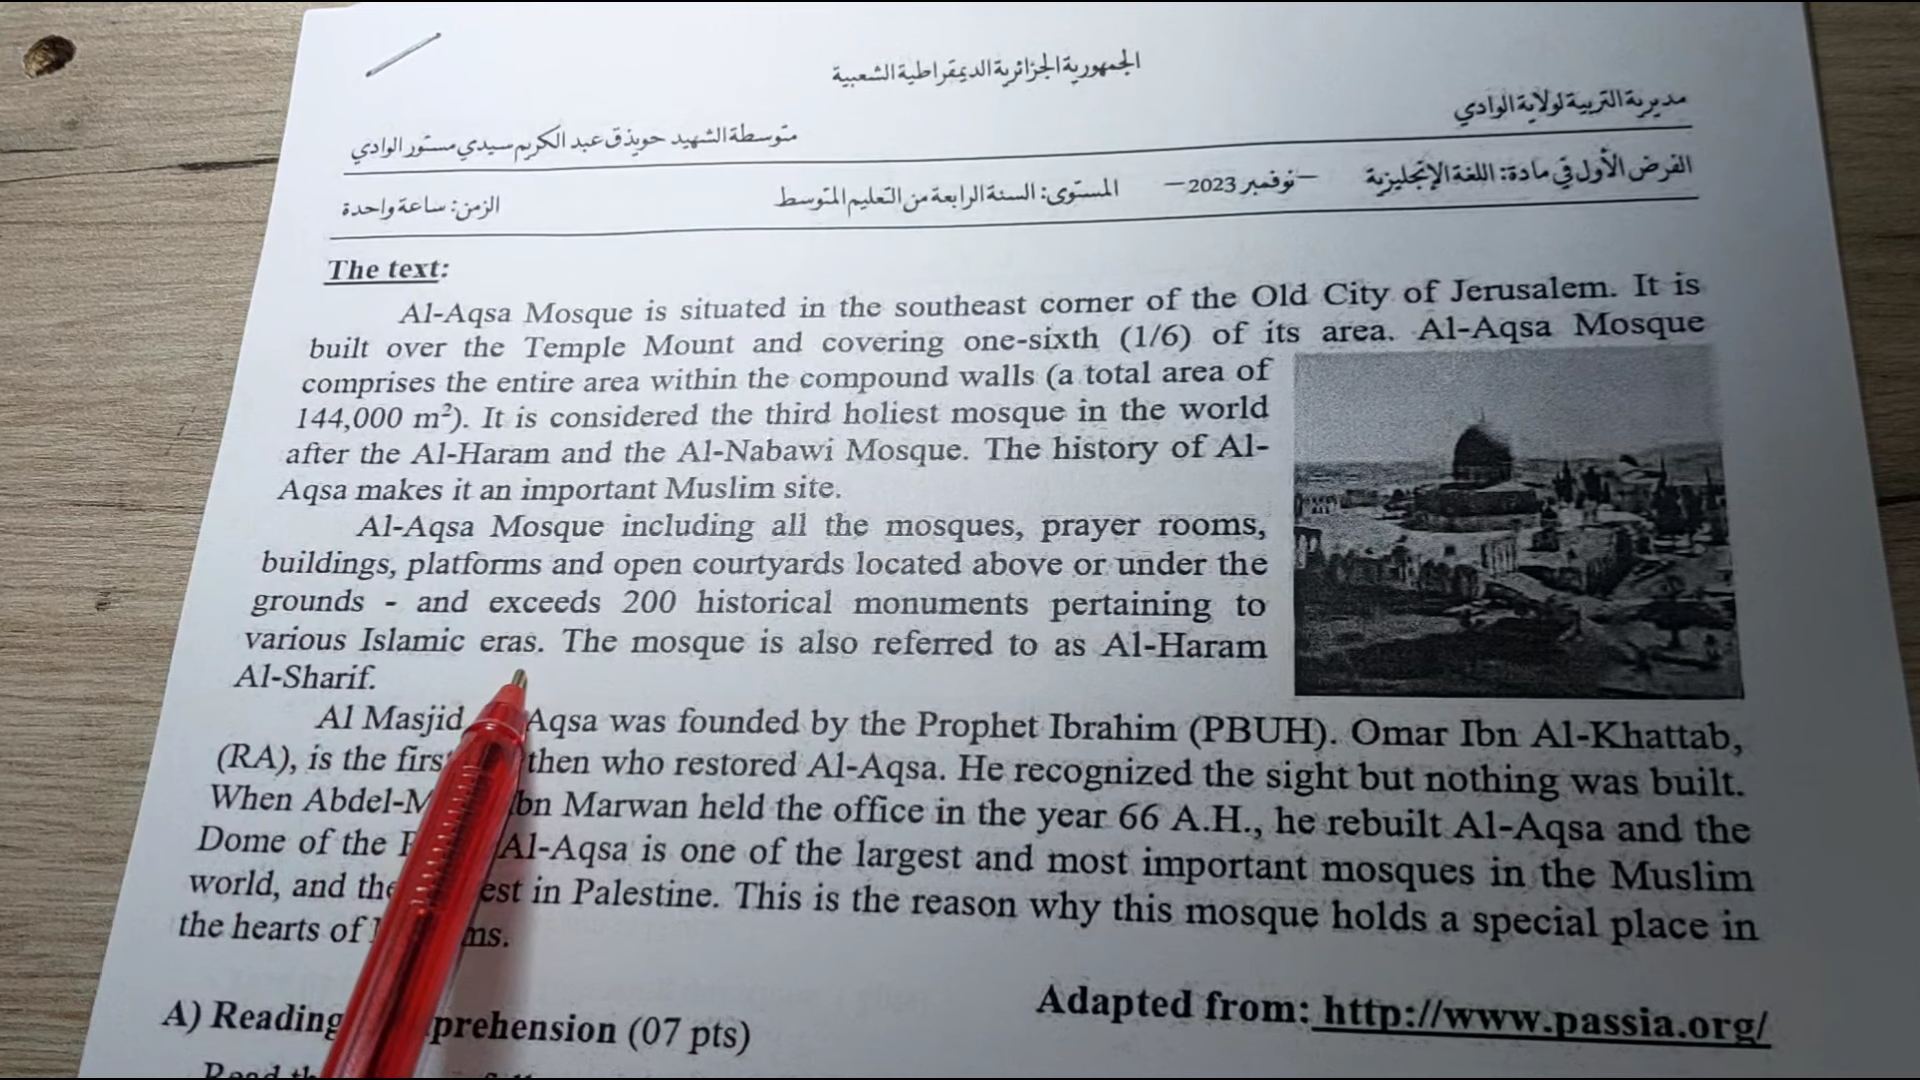 الجمهورية الجزائرية الديمقراطية الشعبية
مديرية التربية لولاية الوادي
متوسطة الشهيد حويذق عبد الكريم سيدي مستور الوادي
الفرض الأول في مادة: اللغة الإنجليزية –نوفمبر 2023– المستوى: السنة الرابعة من التعليم المتوسط الزمن: ساعة واحدة
The text:
Al-Aqsa Mosque is situated in the southeast corner of the Old City of Jerusalem. It is
built over the Temple Mount and covering one-sixth (1/6) of its area. Al-Aqsa Mosque
comprises the entire area within the compound walls (a total area of
144,000 m²). It is considered the third holiest mosque in the world
after the Al-Haram and the Al-Nabawi Mosque. The history of Al-
Aqsa makes it an important Muslim site.
Al-Aqsa Mosque including all the mosques, prayer rooms,
buildings, platforms and open courtyards located above or under the
grounds - and exceeds 200 historical monuments pertaining to
various Islamic eras. The mosque is also referred to as Al-Haram
Al-Sharif.
Al Masjid Aqsa was founded by the Prophet Ibrahim (PBUH). Omar Ibn Al-Khattab,
(RA), is the first then who restored Al-Aqsa. He recognized the sight but nothing was built.
When Abdel-M Ibn Marwan held the office in the year 66 A.H., he rebuilt Al-Aqsa and the
Dome of the Al-Aqsa is one of the largest and most important mosques in the Muslim
world, and the est in Palestine. This is the reason why this mosque holds a special place in
the hearts of ms.
Adapted from: http://www.passia.org/
A) Reading Comprehension (07 pts)